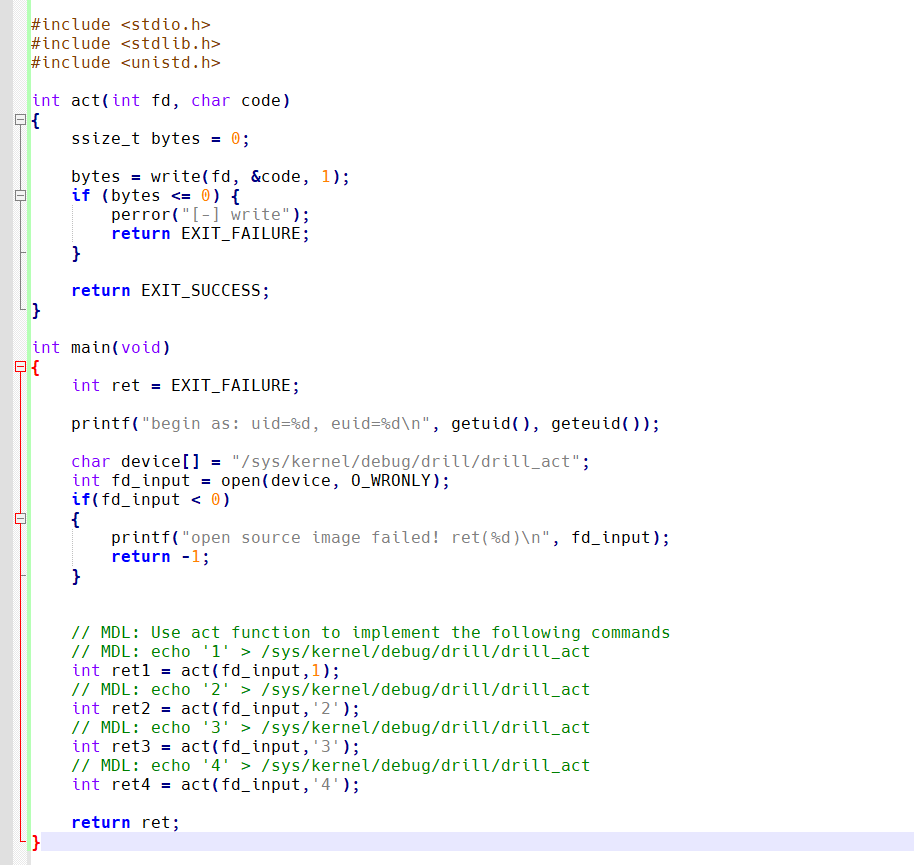 #include <stdio.h>
#include <stdlib.h>
#include <unistd.h>
int act(int fd, char code)
{
ssize_t bytes = 0;
bytes = write(fd, &code, 1);
if (bytes <= 0) {
perror("[-] write");
return EXIT_FAILURE;
}
return EXIT_SUCCESS;
}
int main(void)
{
int ret = EXIT_FAILURE;
printf("begin as: uid=%d, euid=%d\n", getuid(), geteuid());
char device[] = "/sys/kernel/debug/drill/drill_act";
int fd_input = open(device, O_WRONLY);
if(fd_input < 0)
{
printf("open source image failed! ret(%d)\n", fd_input);
return -1;
}
// MDL: Use act function to implement the following commands
// MDL: echo '1' > /sys/kernel/debug/drill/drill_act
int ret1 = act(fd_input,1);
// MDL: echo '2' > /sys/kernel/debug/drill/drill_act
int ret2 = act(fd_input,'2');
// MDL: echo '3' > /sys/kernel/debug/drill/drill_act
int ret3 = act(fd_input,'3');
// MDL: echo '4' > /sys/kernel/debug/drill/drill_act
int ret4 = act(fd_input,'4');
return ret;
}